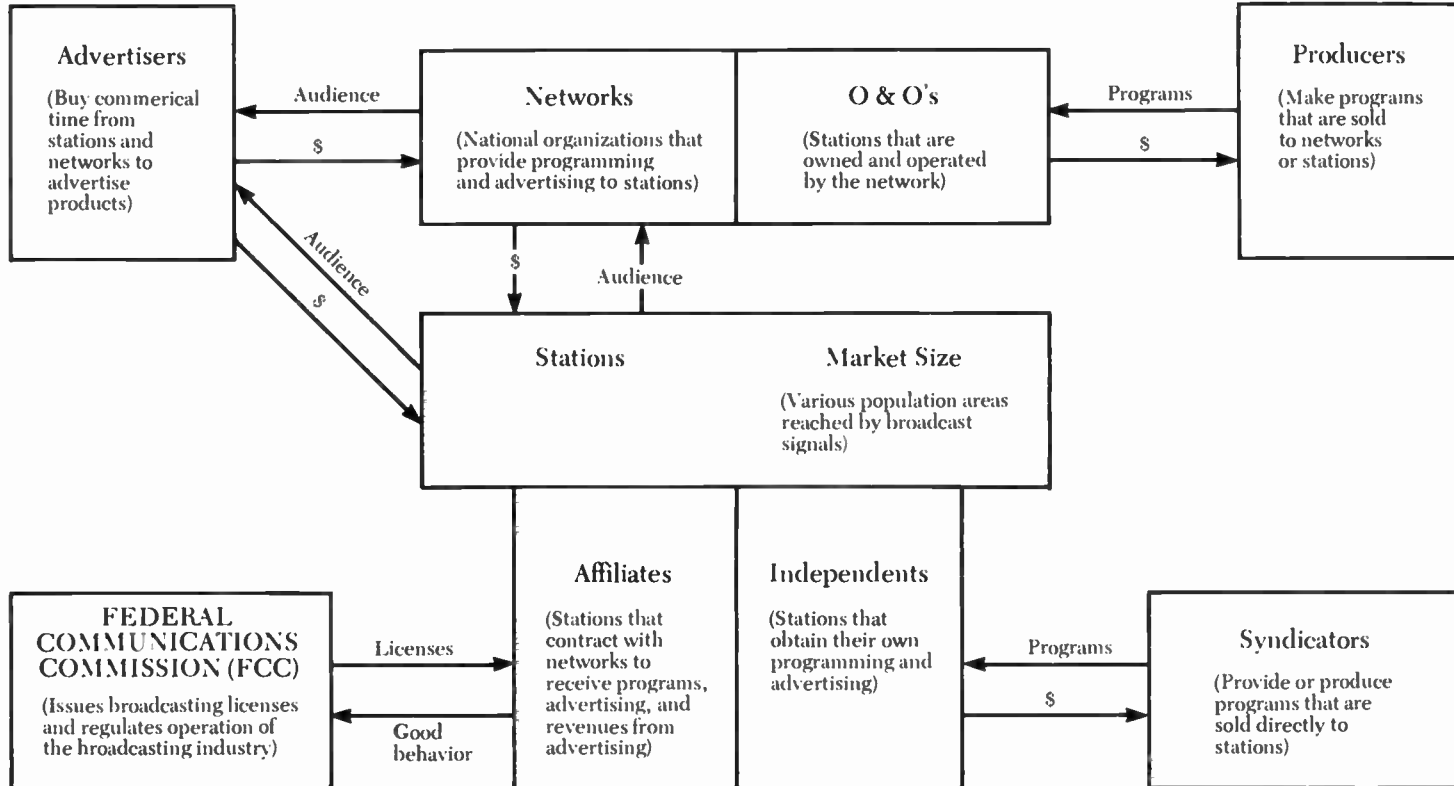 Advertisers
(Buy commerical
time from
stations and
networks to
advertise
products)
Audience
$
Networks
(National organizations that
provide programming
and advertising to stations)
O & O's
(Stations that are
owned and operated
by the network)
Programs
$
Producers
(Make programs
that are sold
to networks
or stations)
Audience
$
$
Audience
Stations
Market Size
(Various population areas
reached by broadcast
signals)
FEDERAL
COMMUNICATIONS
COMMISSION (FCC)
(Issues broadcasting licenses
and regulates operation of
the broadcasting industry)
Licenses
Good
behavior
Affiliates
(Stations that
contract with
networks to
receive programs,
advertising, and
revenues from
advertising)
Independents
(Stations that
obtain their own
programming and
advertising)
Programs
$
Syndicators
(Provide or produce
programs that are
sold directly to
stations)